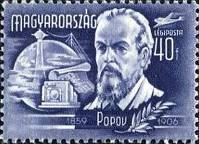 MAGYARORSZÁG
LÉGIPOSTA
40f
1859 Popov 1906